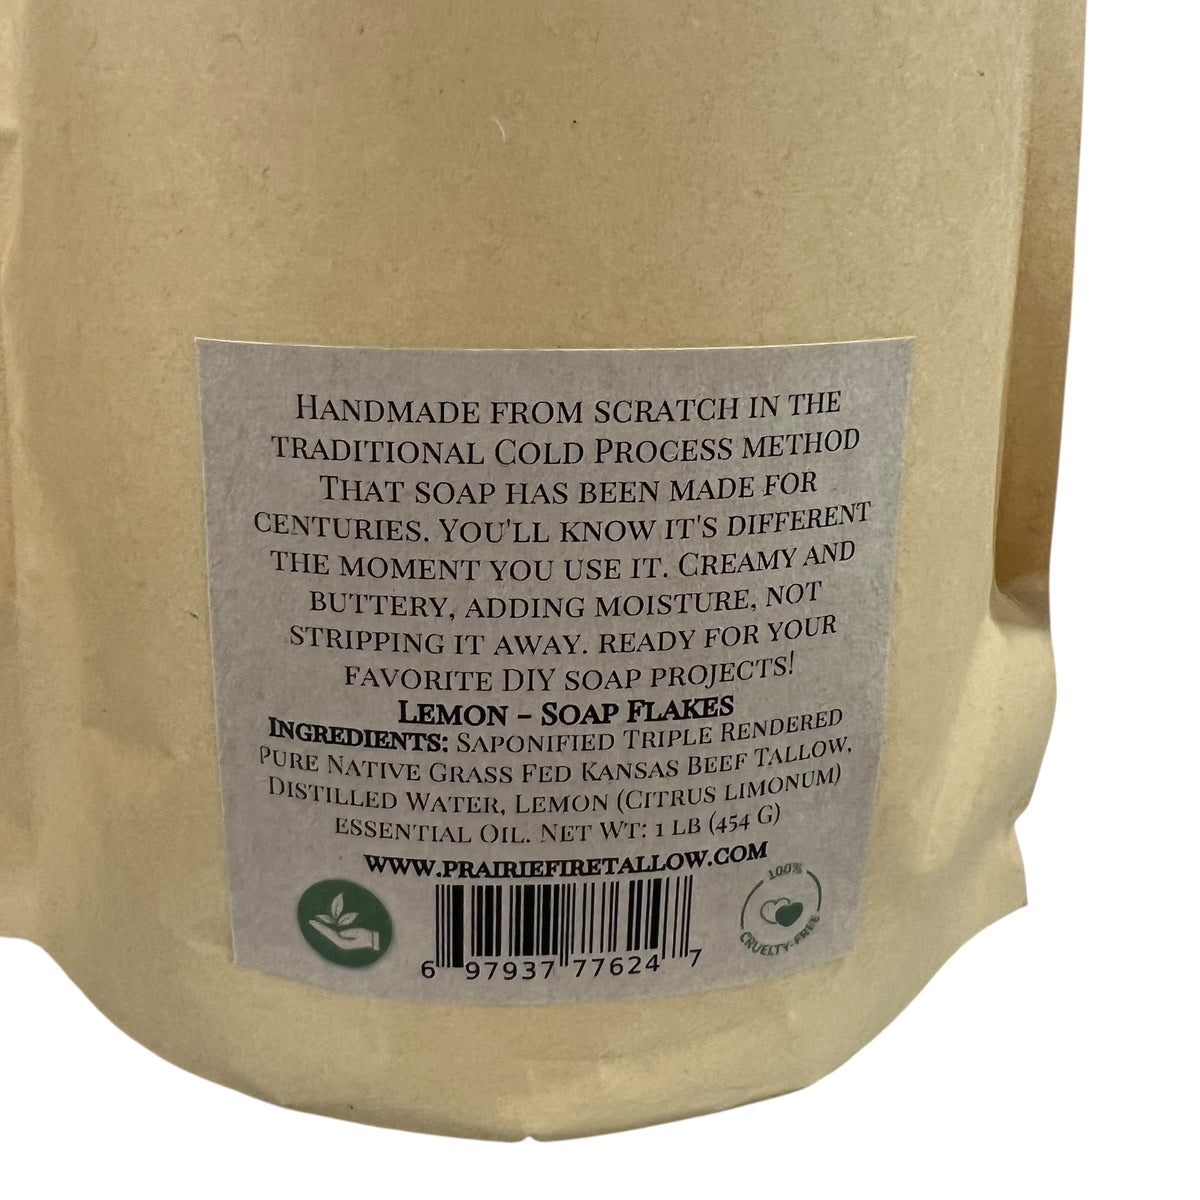 Handmade from scratch in the
traditional Cold Process method
That soap has been made for
centuries. You'll know it's different
the moment you use it. Creamy and
buttery, adding moisture, not
stripping it away. ready for your
favorite DIY soap projects!
Lemon - Soap Flakes
Ingredients: Saponified Triple Rendered
Pure Native Grass Fed Kansas Beef Tallow,
Distilled Water, Lemon (Citrus limonum)
essential Oil. Net Wt: 1 lb (454 g)
www.prairiefiretallow.com
100%
CRUELTY-FREE
6 97937 77624 7